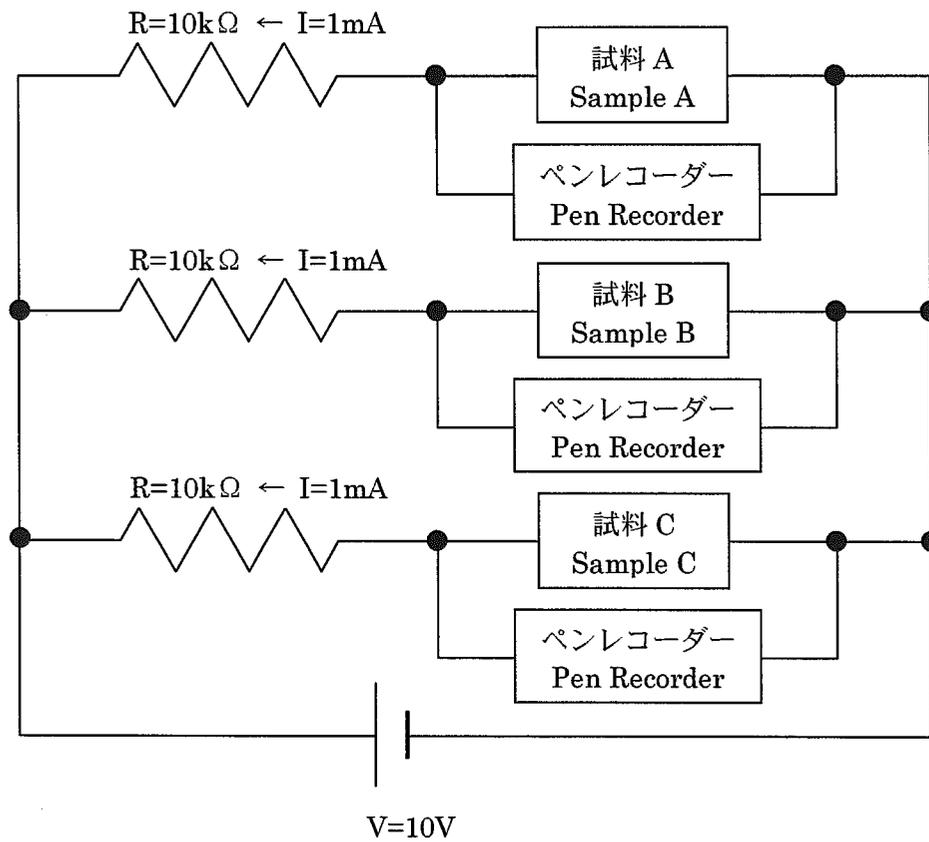 R=10kΩ ← I=1mA
試料 A
Sample A
ペンレコーダー
Pen Recorder
R=10kΩ ← I=1mA
試料 B
Sample B
ペンレコーダー
Pen Recorder
R=10kΩ ← I=1mA
試料 C
Sample C
ペンレコーダー
Pen Recorder
V=10V